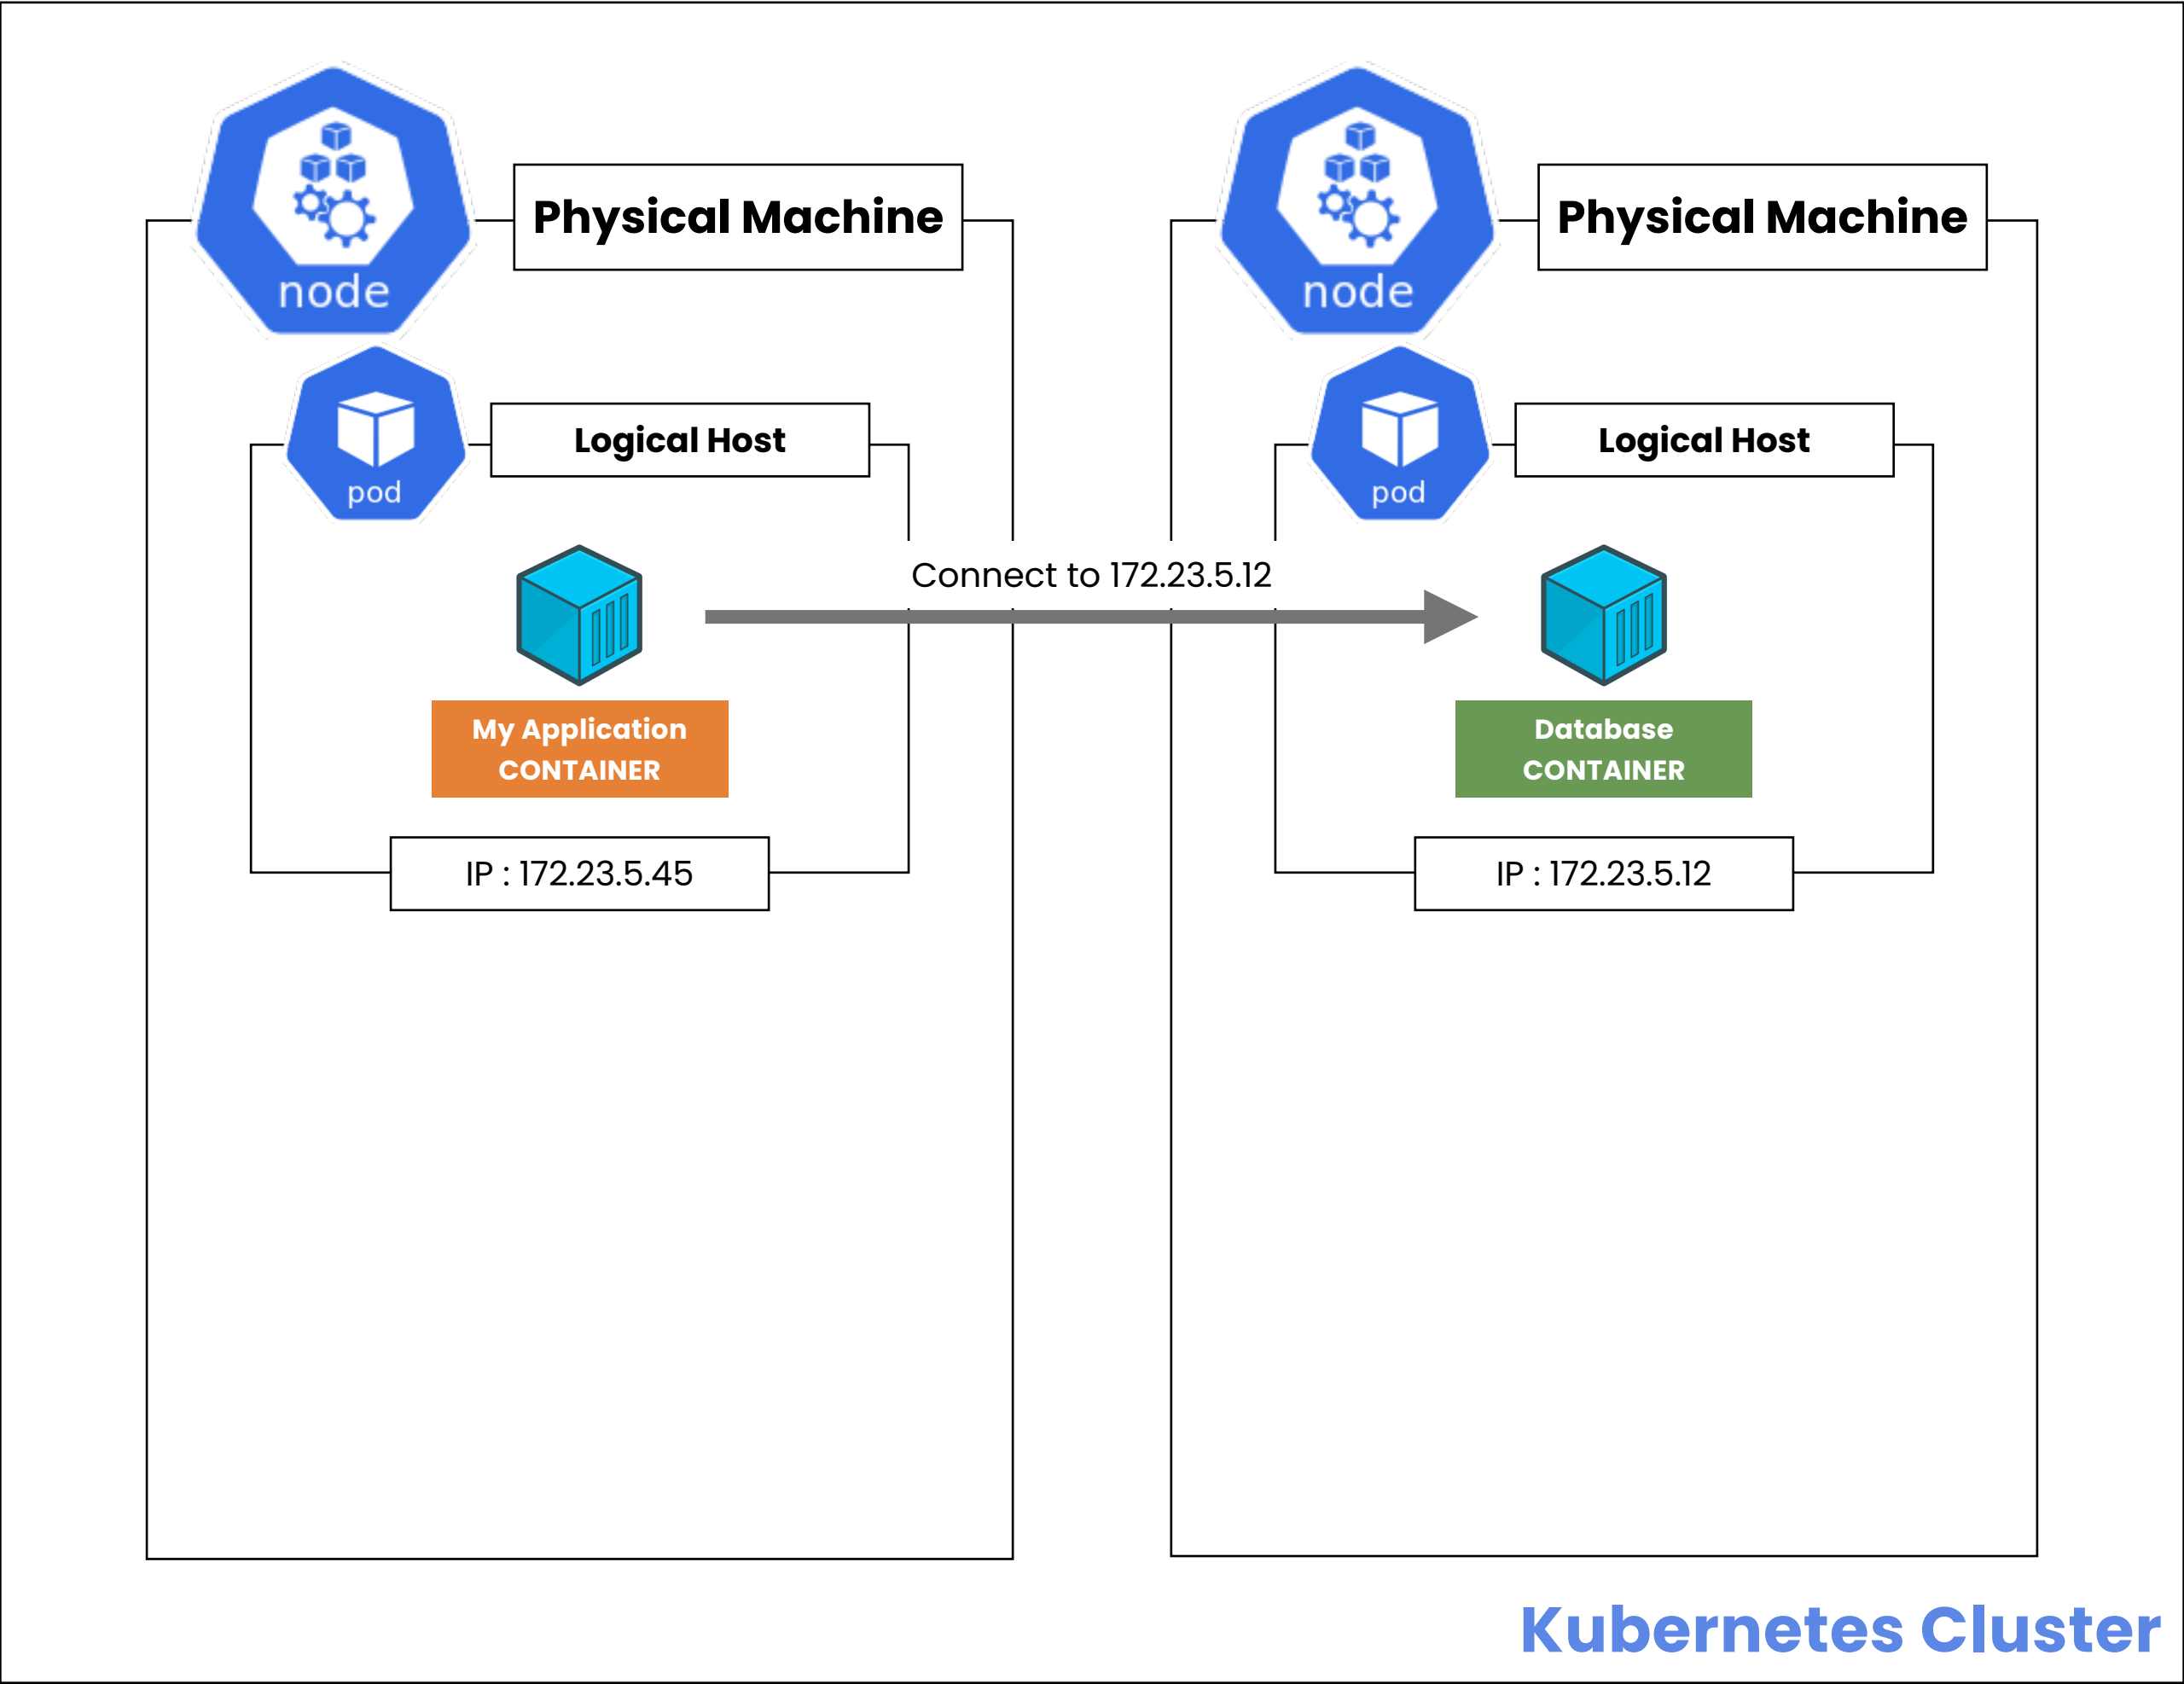 node
Physical Machine
pod
Logical Host
My Application
CONTAINER
IP : 172.23.5.45
Connect to 172.23.5.12
node
Physical Machine
pod
Logical Host
Database
CONTAINER
IP : 172.23.5.12
Kubernetes Cluster